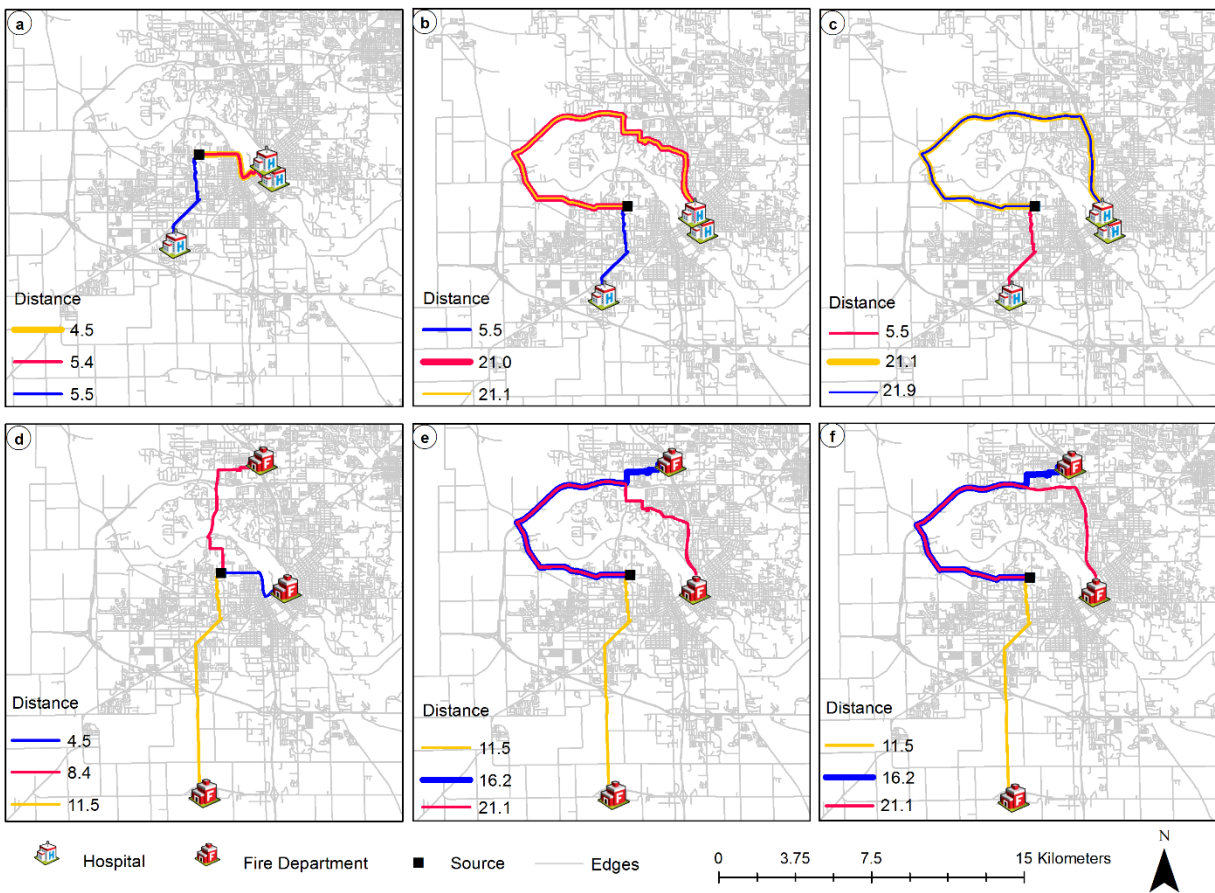 a
Distance
4.5
5.4
5.5
b
Distance
5.5
21.0
21.1
c
Distance
5.5
21.1
21.9
d
Distance
4.5
8.4
11.5
e
Distance
11.5
16.2
21.1
f
Distance
11.5
16.2
21.1
H Hospital
F Fire Department
Source
Edges
0 3.75 7.5 15 Kilometers
N